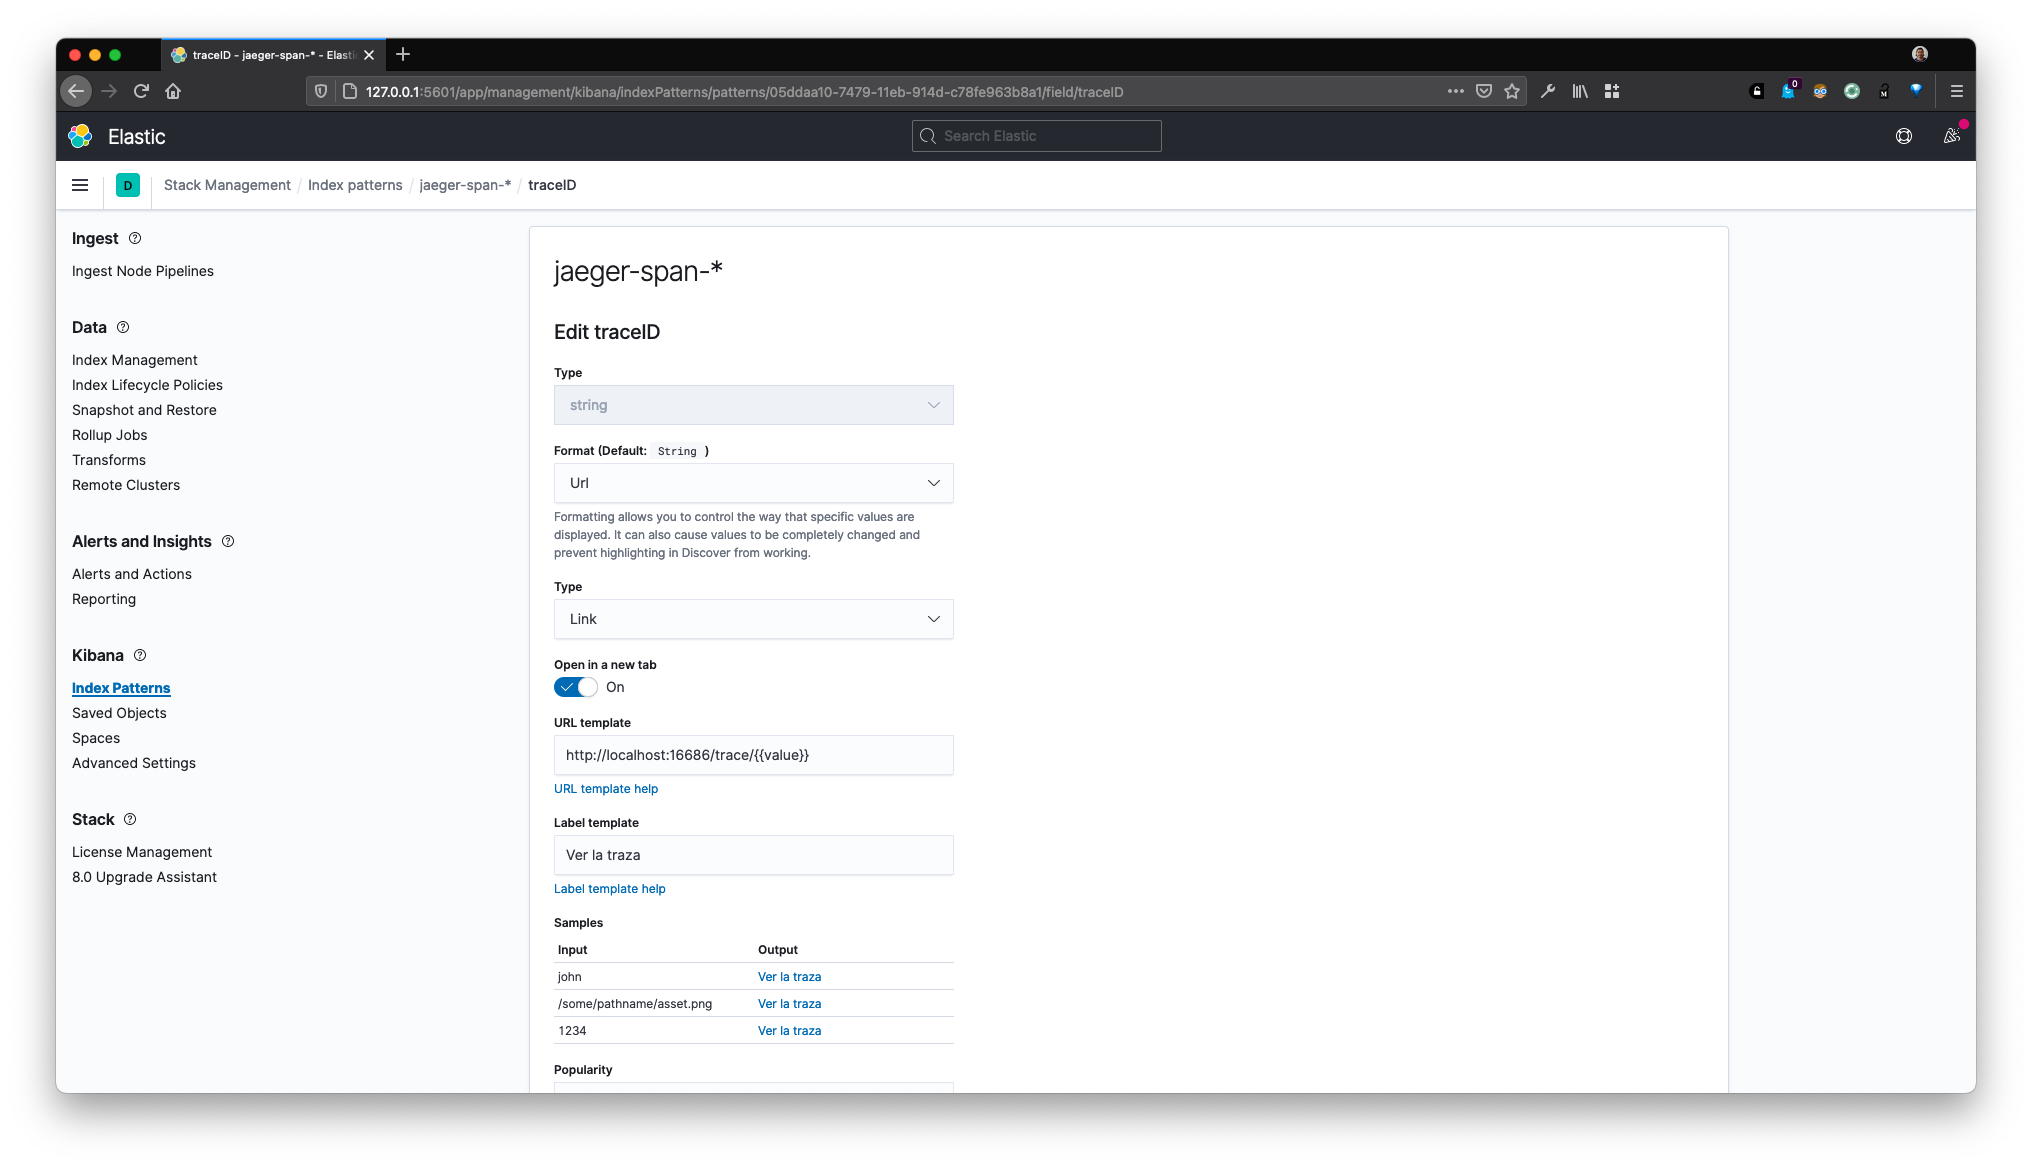 traceID - jaeger-span-* - Elasti
127.0.0.1:5601/app/management/kibana/indexPatterns/patterns/05ddaa10-7479-11eb-914d-c78fe963b8a1/field/traceID
0
Elastic
Search Elastic
D
Stack Management / Index patterns / jaeger-span-* / traceID
Ingest
Ingest Node Pipelines
Data
Index Management
Index Lifecycle Policies
Snapshot and Restore
Rollup Jobs
Transforms
Remote Clusters
Alerts and Insights
Alerts and Actions
Reporting
Kibana
Index Patterns
Saved Objects
Spaces
Advanced Settings
Stack
License Management
8.0 Upgrade Assistant
jaeger-span-*
Edit traceID
Type
string
Format (Default: String )
Url
Formatting allows you to control the way that specific values are
displayed. It can also cause values to be completely changed and
prevent highlighting in Discover from working.
Type
Link
Open in a new tab
On
URL template
http://localhost:16686/trace/{{value}}
URL template help
Label template
Ver la traza
Label template help
Samples
Input Output
john Ver la traza
/some/pathname/asset.png Ver la traza
1234 Ver la traza
Popularity